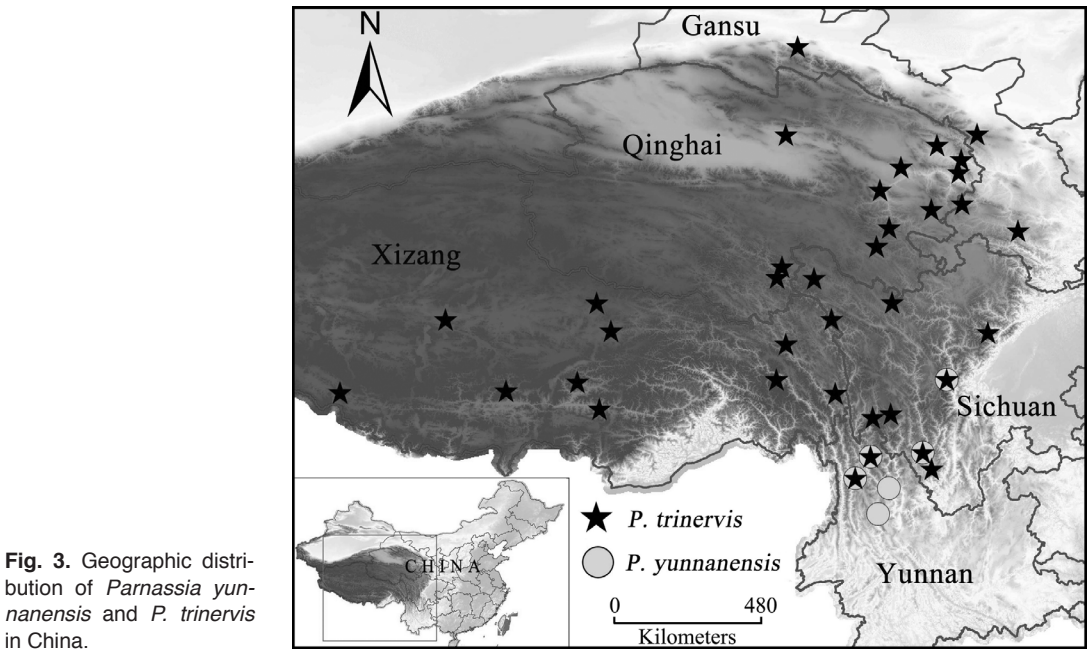 N
Gansu
Qinghai
Xizang
Sichuan
P. trinervis
P. yunnanensis
Yunnan
CHINA
0 480
Kilometers
Fig. 3. Geographic distri-
bution of Parnassia yun-
nanensis and P. trinervis
in China.